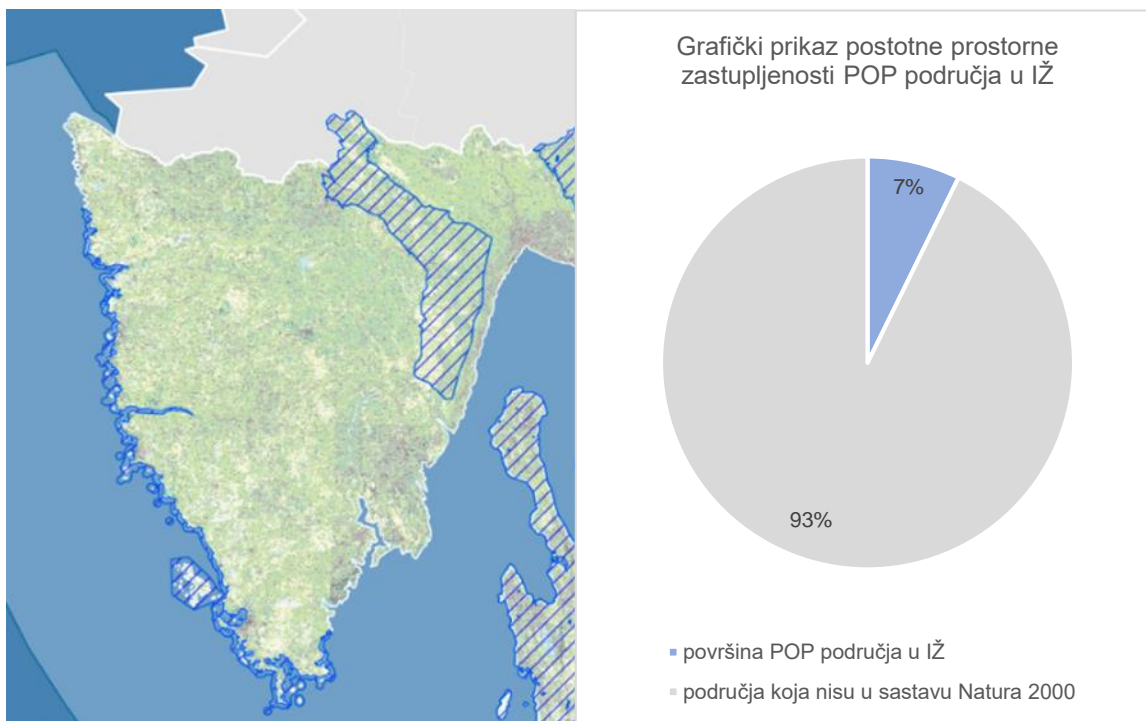 Grafički prikaz postotne prostorne
zastupljenosti POP područja u IŽ
7%
93%
površina POP područja u IŽ
područja koja nisu u sastavu Natura 2000